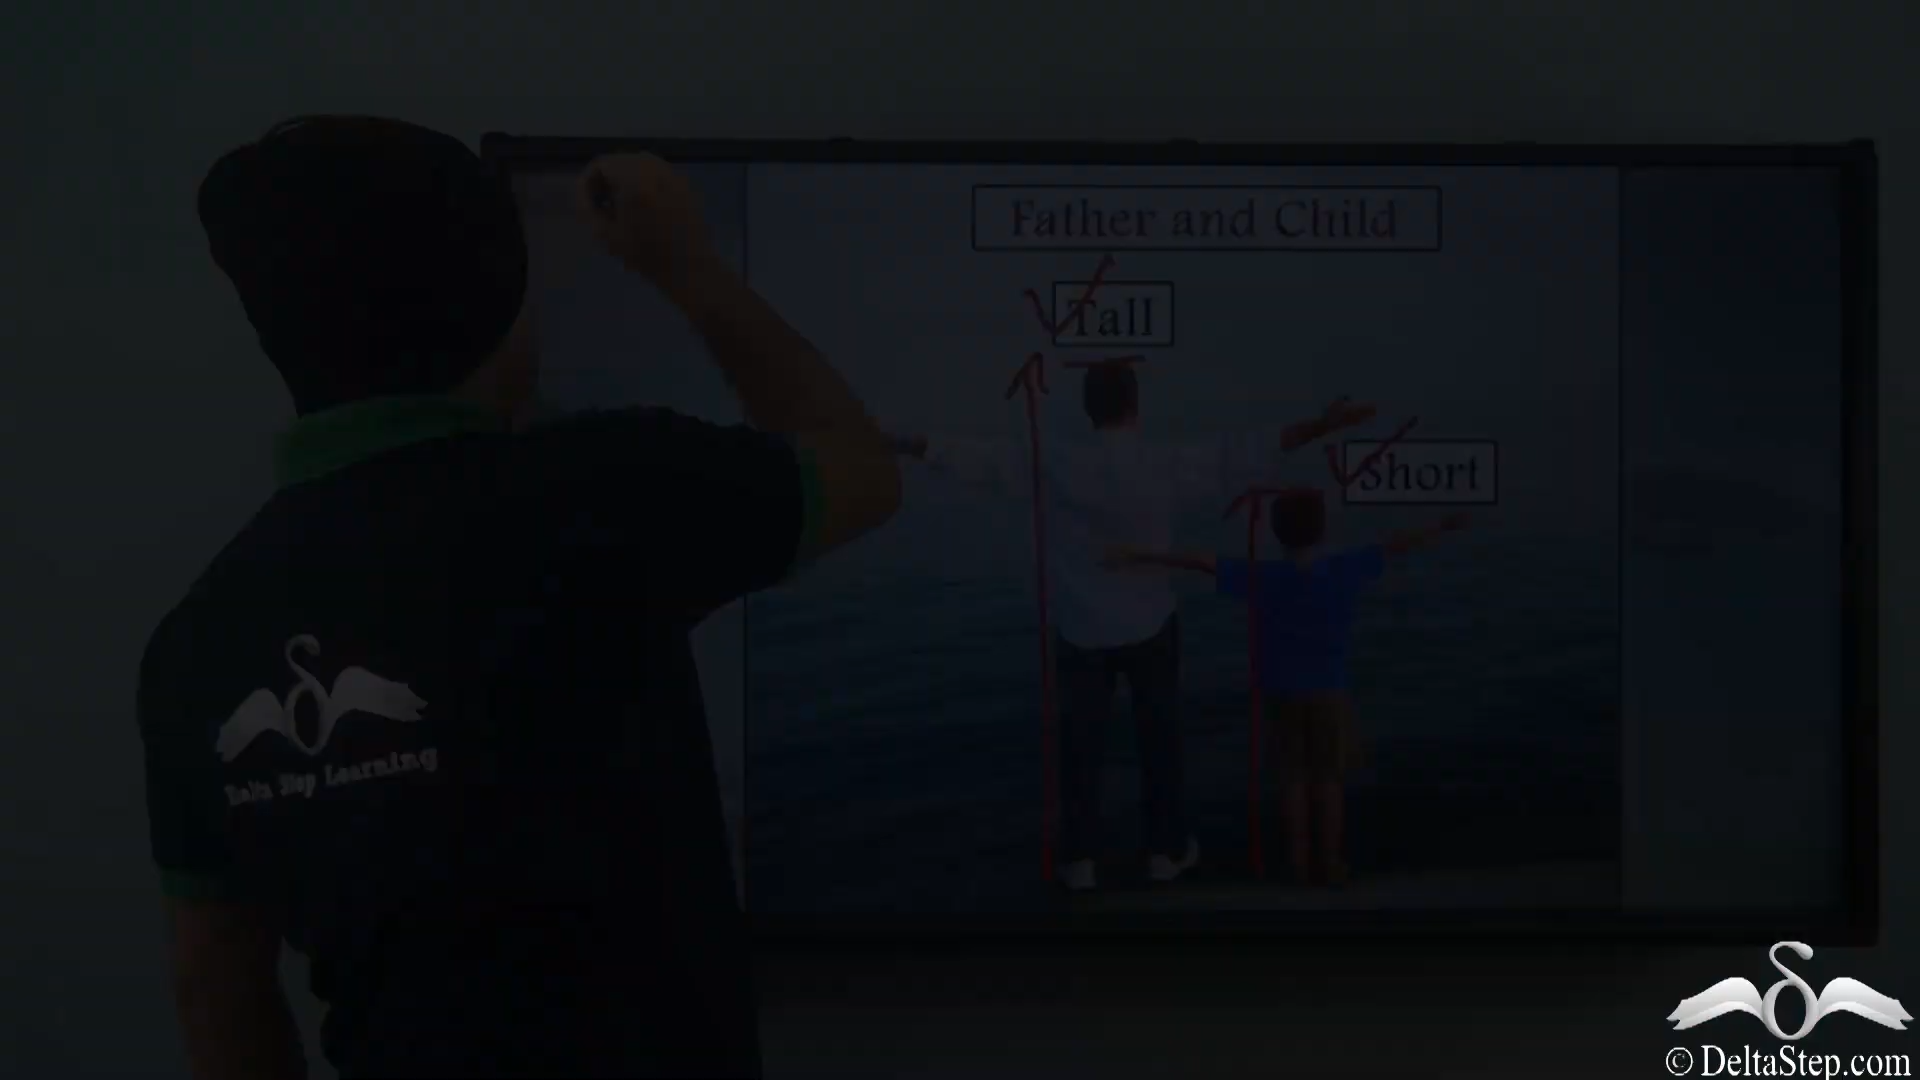 Father and Child
Tall
Short
Delta Step Learning
© DeltaStep.com